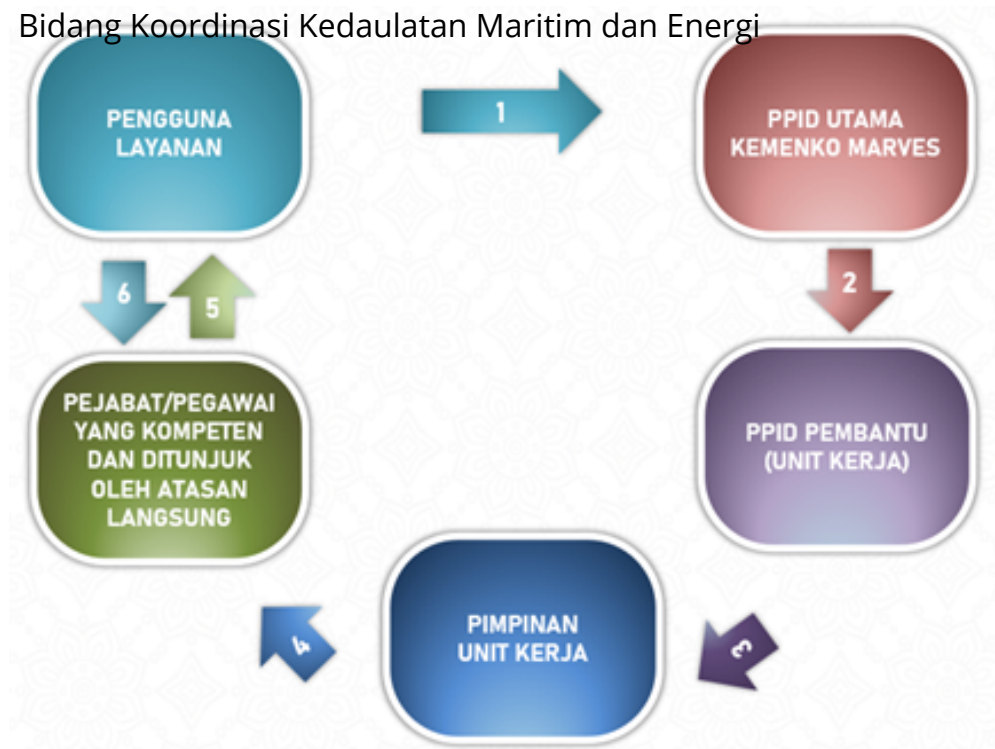 Bidang Koordinasi Kedaulatan Maritim dan Energi
PENGGUNA
LAYANAN
1
PPID UTAMA
KEMENKO MARVES
2
PPID PEMBANTU
(UNIT KERJA)
3
PIMPINAN
UNIT KERJA
4
PEJABAT/PEGAWAI
YANG KOMPETEN
DAN DITUNJUK
OLEH ATASAN
LANGSUNG
5
6